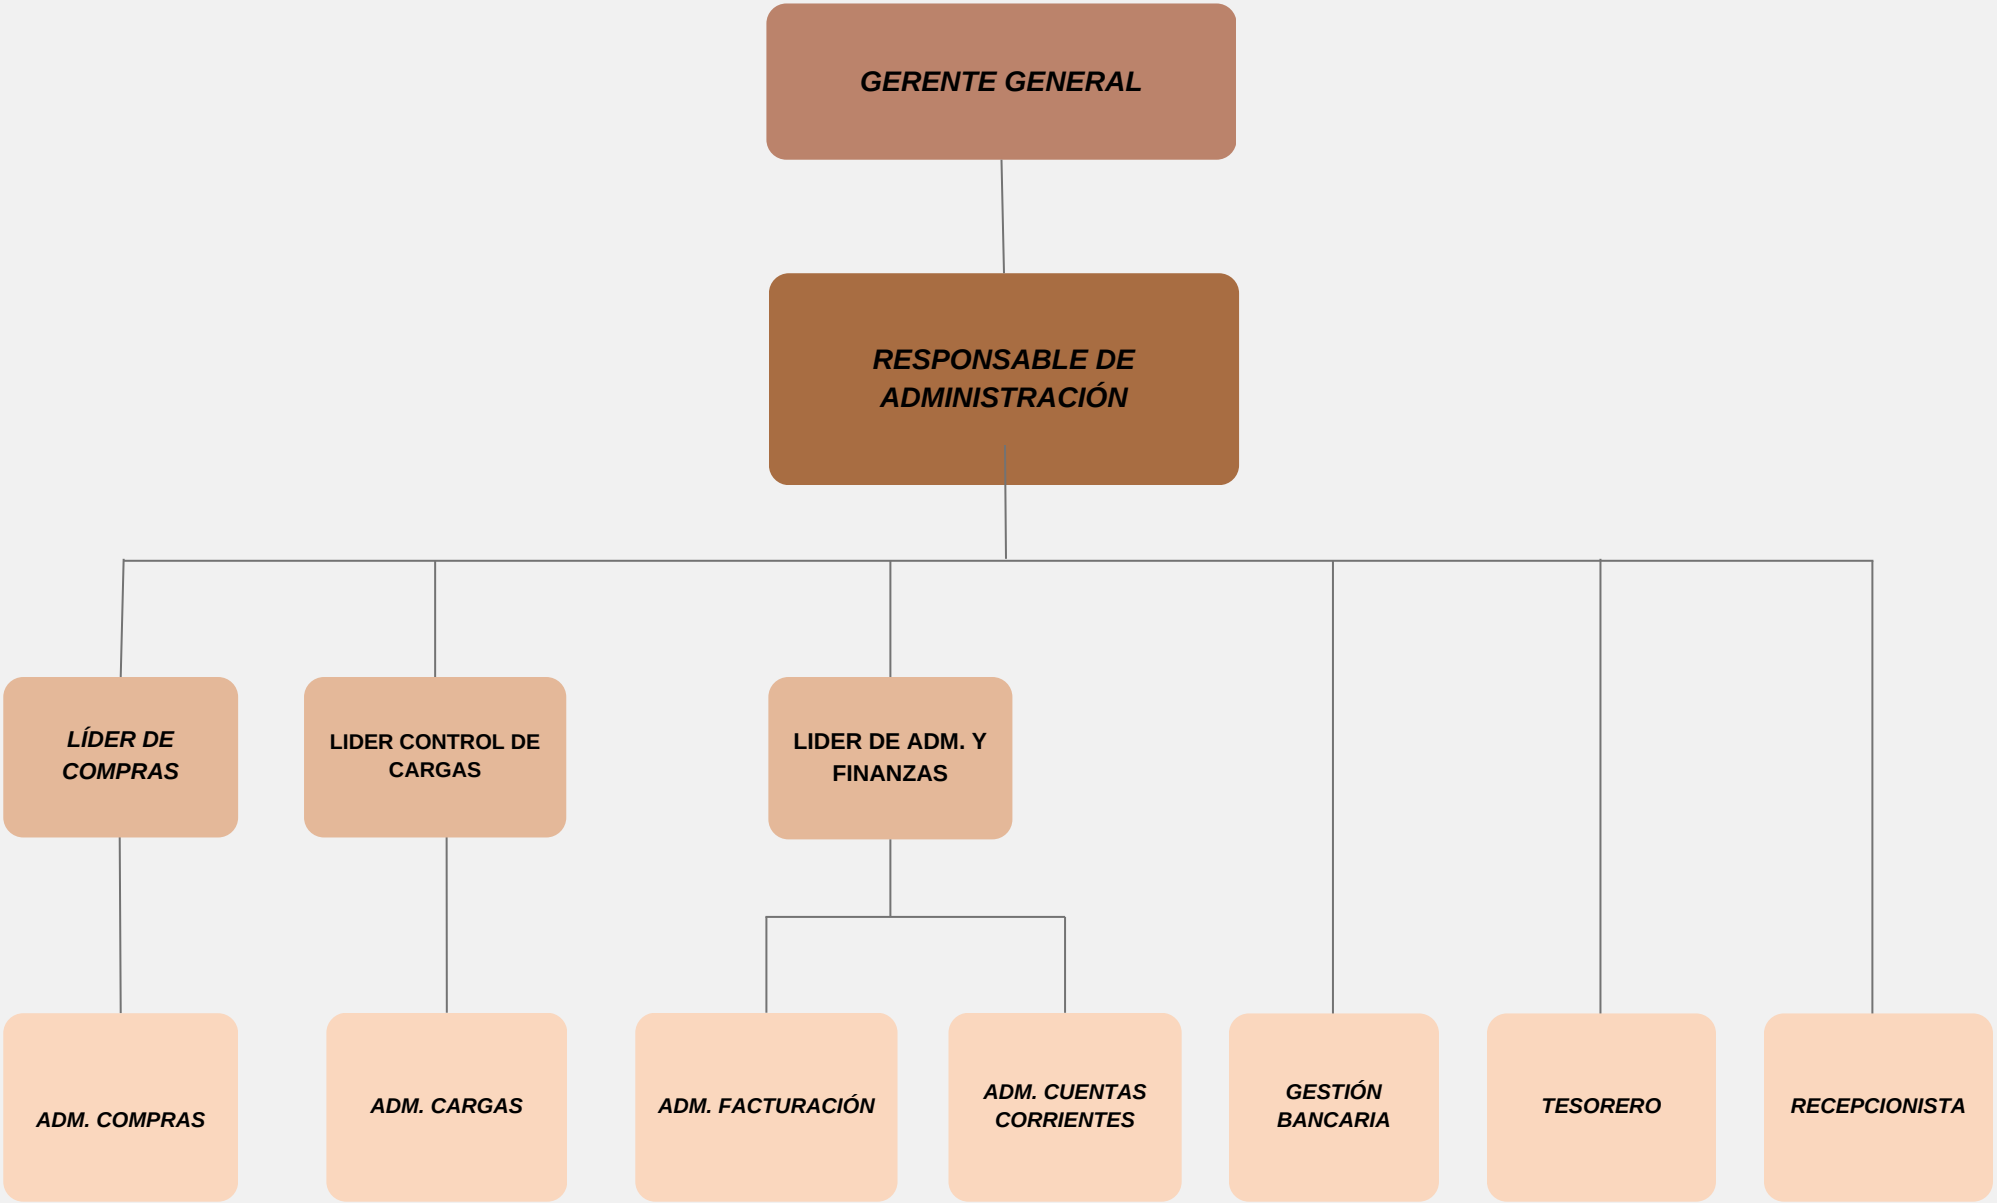 GERENTE GENERAL
RESPONSABLE DE
ADMINISTRACIÓN
LÍDER DE
COMPRAS
LIDER CONTROL DE
CARGAS
LIDER DE ADM. Y
FINANZAS
ADM. COMPRAS
ADM. CARGAS
ADM. FACTURACIÓN
ADM. CUENTAS
CORRIENTES
GESTIÓN
BANCARIA
TESORERO
RECEPCIONISTA